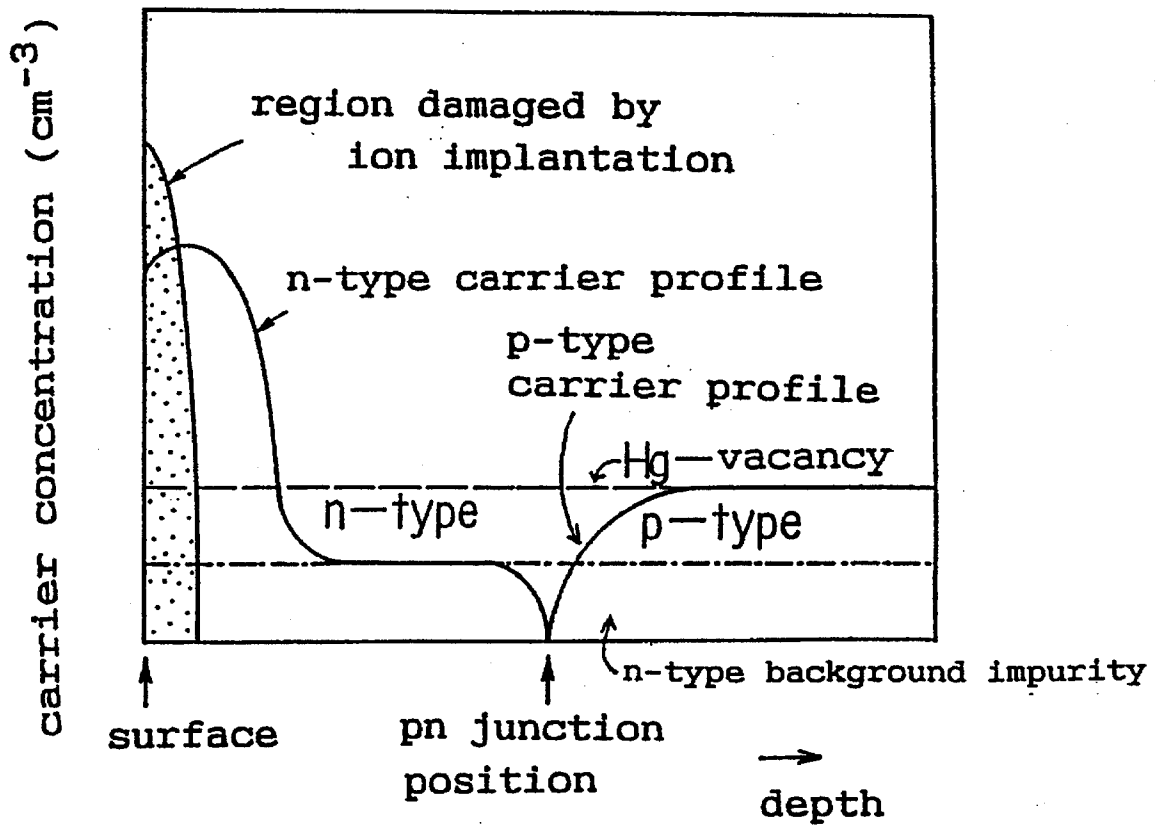 carrier concentration (cm-3)
region damaged by
ion implantation
n-type carrier profile
p-type
carrier profile
Hg-vacancy
n-type
p-type
n-type background impurity
surface
pn junction
position
depth